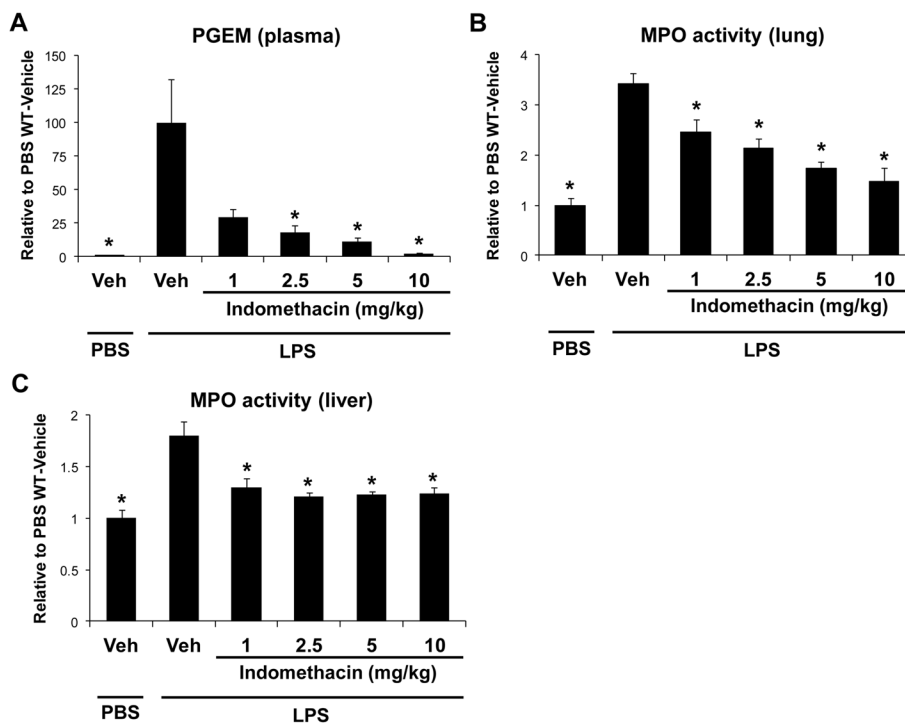 A
PGEM (plasma)
Relative to PBS WT-Vehicle
150
125
100
75
50
25
0
*
*
*
*
Veh
Veh
1
2.5
5
10
Indomethacin (mg/kg)
PBS
LPS
B
MPO activity (lung)
Relative to PBS WT-Vehicle
4
3
2
1
0
*
*
*
*
*
Veh
Veh
1
2.5
5
10
Indomethacin (mg/kg)
PBS
LPS
C
MPO activity (liver)
Relative to PBS WT-Vehicle
2
1.5
1
0.5
0
*
*
*
*
*
Veh
Veh
1
2.5
5
10
Indomethacin (mg/kg)
PBS
LPS